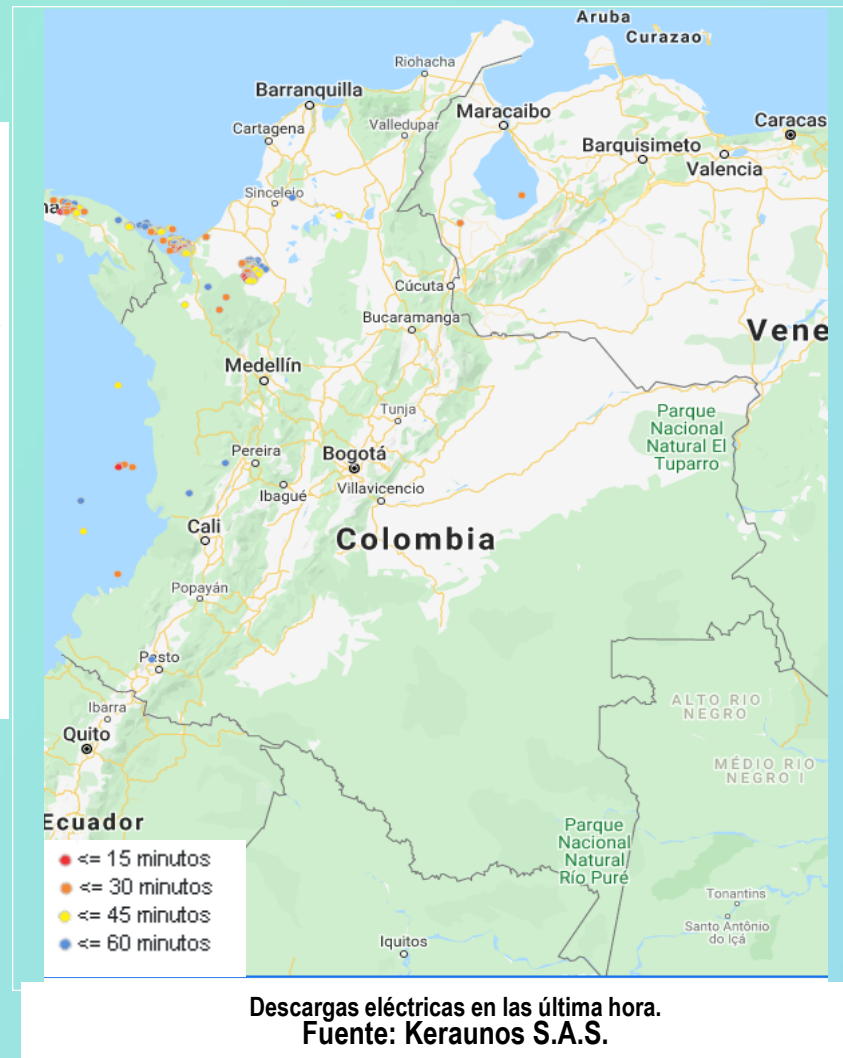 Aruba
Curazao
Riohacha
Barranquilla
Maracaibo
Caracas
Cartagena
Valledupar
Barquisimeto
Valencia
Sincelejo
na
Cúcuta
Bucaramanga
Vene
Medellín
Tunja
Parque
Nacional
Natural El
Tuparro
Pereira
Bogotá
Ibagué
Villavicencio
Cali
Colombia
Popayán
Pasto
Ibarra
ALTO RIO
NEGRO
Quito
MÉDIO RIO
NEGRO I
Ecuador
Parque
Nacional
Natural
Río Puré
<= 15 minutos
<= 30 minutos
<= 45 minutos
<= 60 minutos
Tonantins
Santo Antônio
do Içá
Iquitos
Descargas eléctricas en las última hora.
Fuente: Keraunos S.A.S.